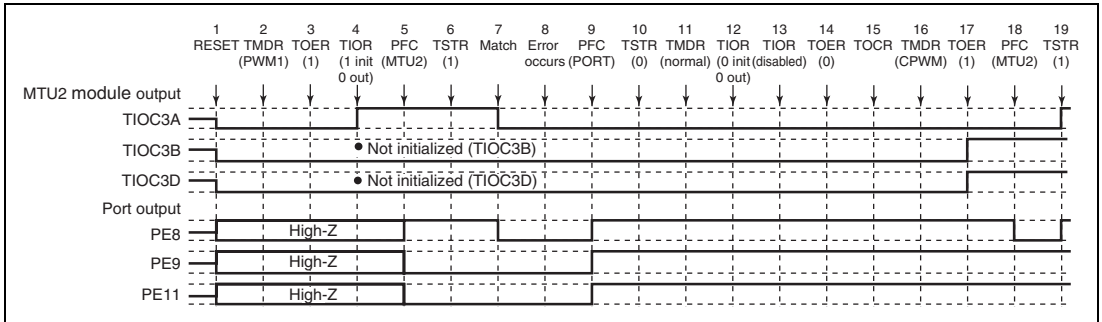 1 2 3 4 5 6 7 8 9 10 11 12 13 14 15 16 17 18 19
RESET TMDR TOER TIOR PFC TSTR Match Error PFC TSTR TMDR TIOR TIOR TOER TOCR TMDR TOER PFC TSTR
(PWM1) (1) (1 init (MTU2) (1) occurs (PORT) (0) (normal) (0 init (disabled) (0) (CPWM) (1) (MTU2) (1)
0 out) 0 out)
MTU2 module output
TIOC3A
TIOC3B • Not initialized (TIOC3B)
TIOC3D • Not initialized (TIOC3D)
Port output
PE8 High-Z
PE9 High-Z
PE11 High-Z